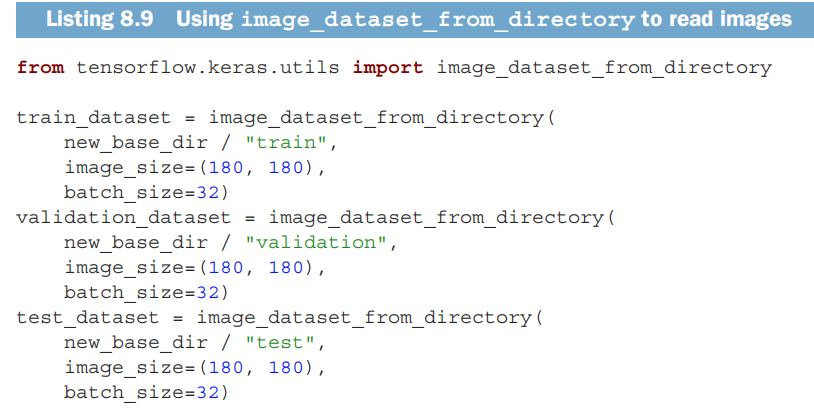 Listing 8.9 Using image_dataset_from_directory to read images
from tensorflow.keras.utils import image_dataset_from_directory
train_dataset = image_dataset_from_directory(
    new_base_dir / "train",
    image_size=(180, 180),
    batch_size=32)
validation_dataset = image_dataset_from_directory(
    new_base_dir / "validation",
    image_size=(180, 180),
    batch_size=32)
test_dataset = image_dataset_from_directory(
    new_base_dir / "test",
    image_size=(180, 180),
    batch_size=32)